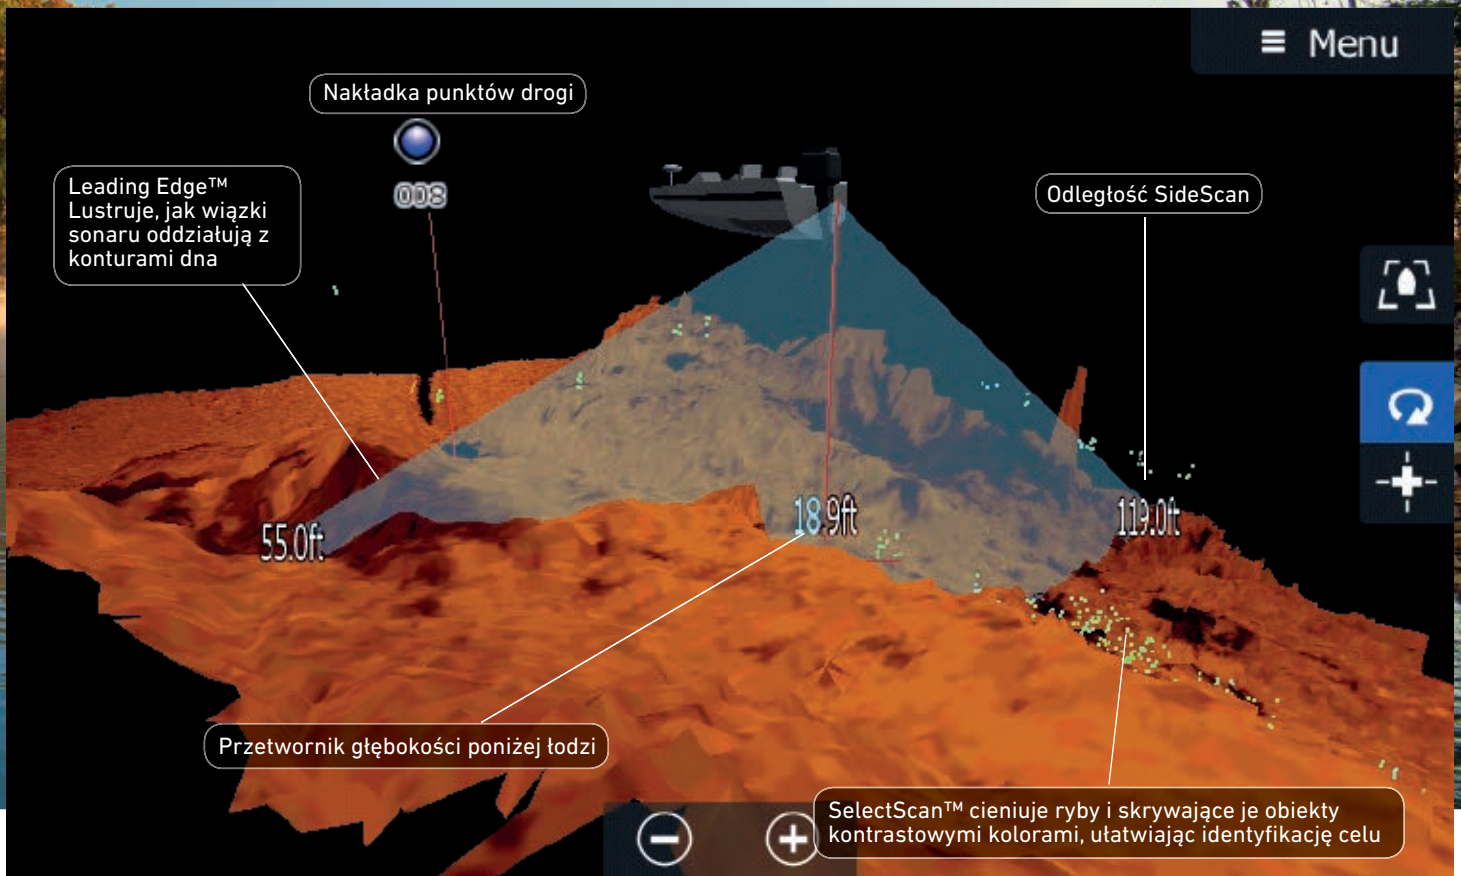 Menu
Nakładka punktów drogi
008
Leading Edge™
Lustruje, jak wiązki
sonaru oddziałują z
konturami dna
Odległość SideScan
55.0ft
18.9ft
119.0ft
Przetwornik głębokości poniżej łodzi
SelectScan™ cieniuje ryby i skrywające je obiekty
kontrastowymi kolorami, ułatwiając identyfikację celu